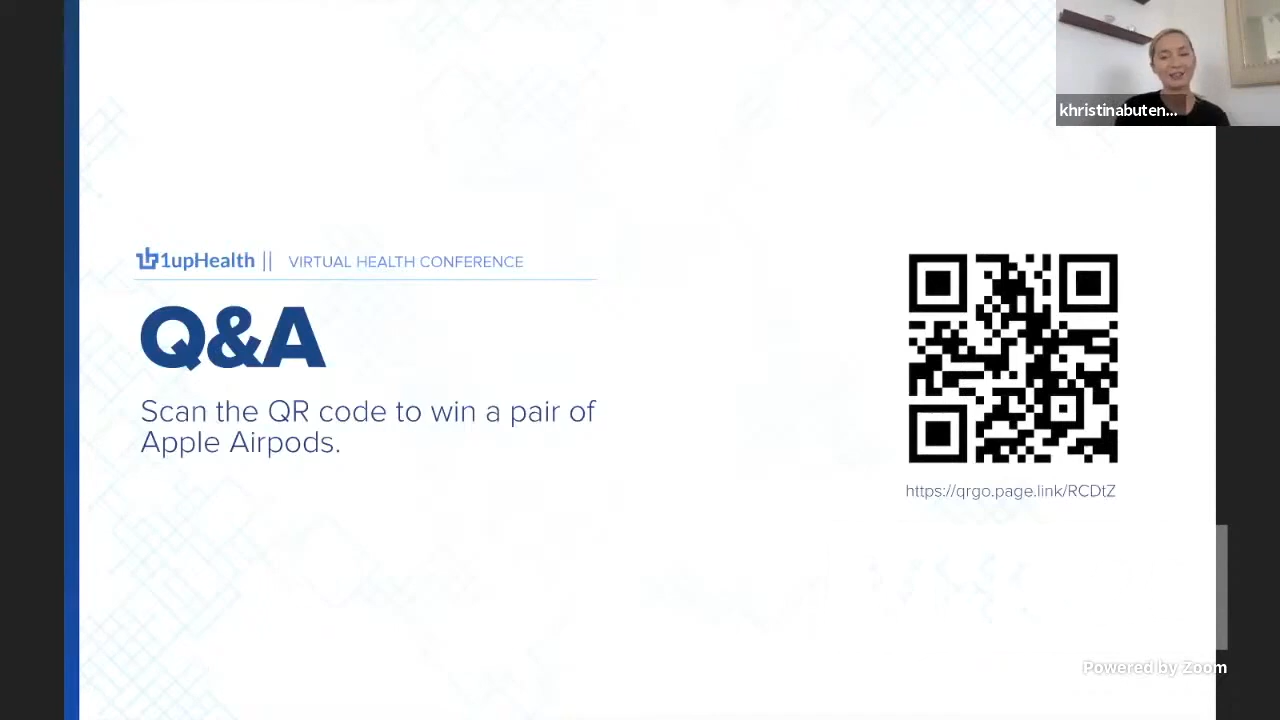 khristinabuten...
1upHealth || VIRTUAL HEALTH CONFERENCE
Q&A
Scan the QR code to win a pair of
Apple Airpods.
https://qrgo.page.link/RCDtZ
Powered by Zoom